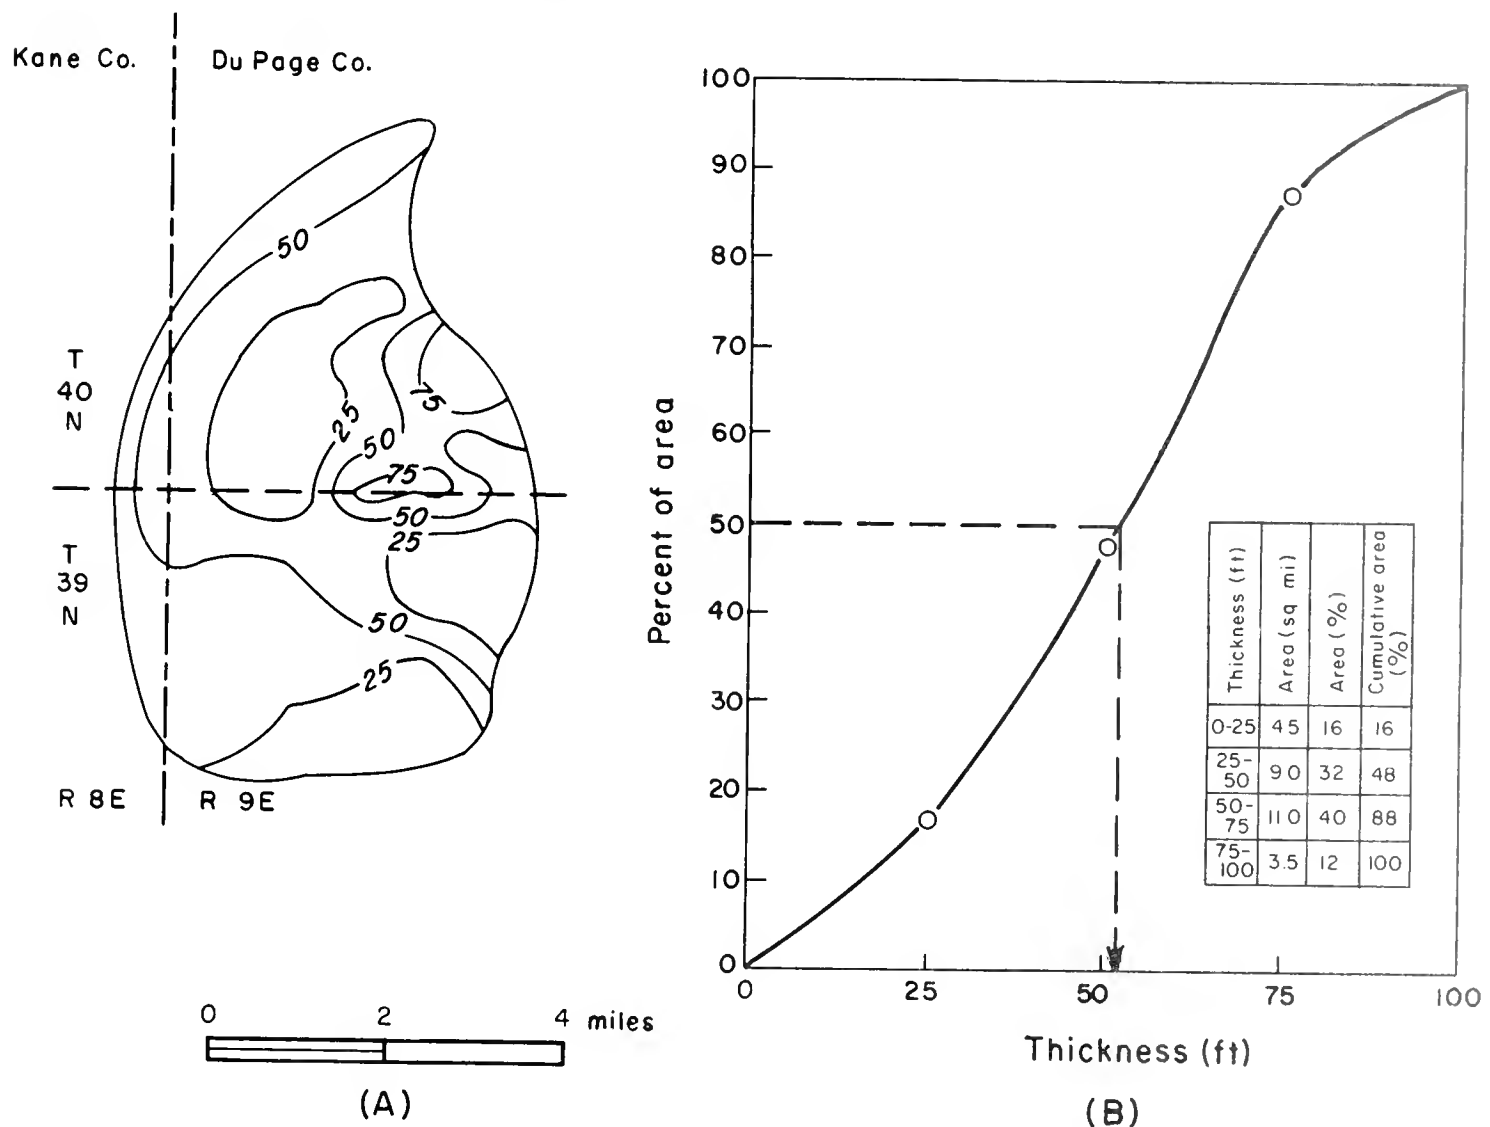 Kane Co.
Du Page Co.
50
T
40
N
75
25
50
75
50
25
T
39
N
50
25
R 8E
R 9E
0 2 4 miles
(A)
100
90
80
70
60
50
40
30
20
10
0
Percent of area
0 25 50 75 100
Thickness (ft)
(B)
Thickness (ft)
Area (sq mi)
Area (%)
Cumulative area
(%)
0-25 4 5 16 16
25-
50 9 0 32 48
50-
75 11 0 40 88
75-
100 3.5 12 100